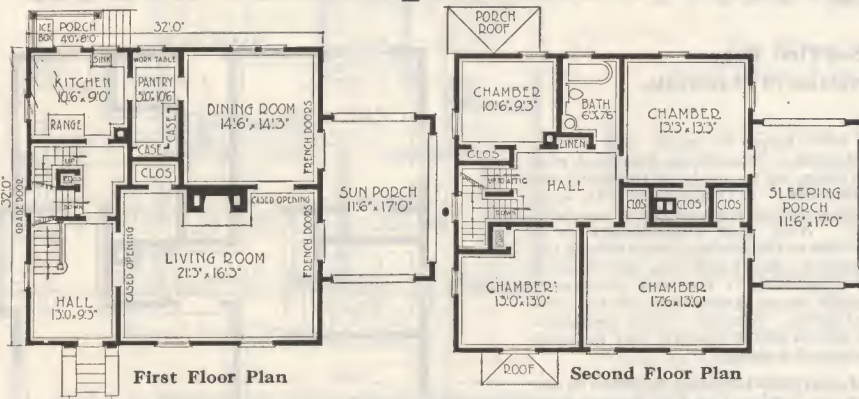 ICE
BOX
PORCH
4'0"x8'0"
32'.0"
SINK
WORK TABLE
KITCHEN
10'.6"x9'.0"
PANTRY
5'.0"x10'.6"
RANGE
CASE
CASE
DINING ROOM
14'.6"x14'.3"
FRENCH DOORS
UP
DOWN
CLOS
CASED OPENING
32'.0"
GRADE DOOR
CASED OPENING
LIVING ROOM
21'.3"x16'.3"
FRENCH DOORS
SUN PORCH
11'.6"x17'.0"
HALL
13'.0x9'.3"
First Floor Plan
PORCH
ROOF
CHAMBER
10'.6"x9'.3"
BATH
6'.3"x7'.6"
CHAMBER
13'.3"x13'.3"
CLOS
LINEN
UP TO ATTIC
HALL
DOWN
CLOS
CLOS
CLOS
SLEEPING
PORCH
11'.6"x17'.0"
CHAMBER
13'.0"x13'.0"
CHAMBER
17'.6x13'.0"
ROOF
Second Floor Plan